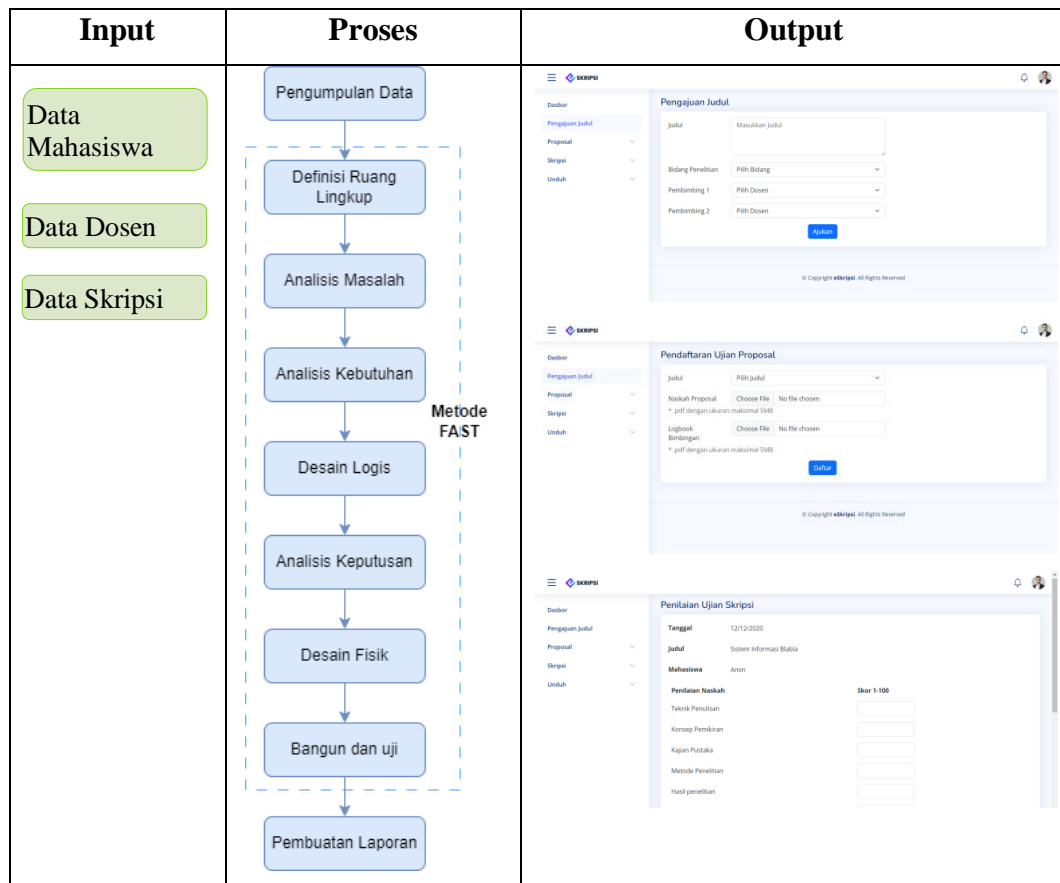 Input
Proses
Output
Data
Mahasiswa
Data Dosen
Data Skripsi
Pengumpulan Data
Definisi Ruang
Lingkup
Analisis Masalah
Analisis Kebutuhan
Metode
FAST
Desain Logis
Analisis Keputusan
Desain Fisik
Bangun dan uji
Pembuatan Laporan
SKRIPSI
Dasbor
Pengajuan Judul
Proposal
Skripsi
Unduh
Pengajuan Judul
Judul
Masukkan Judul
Bidang Penelitian
Pilih Bidang
Pembimbing 1
Pilih Dosen
Pembimbing 2
Pilih Dosen
Ajukan
© Copyright eSkripsi. All Rights Reserved
SKRIPSI
Dasbor
Pengajuan Judul
Proposal
Skripsi
Unduh
Pendaftaran Ujian Proposal
Judul
Pilih Judul
Naskah Proposal
Choose File No file chosen
* .pdf dengan ukuran maksimal 5MB
Logbook
Bimbingan
Choose File No file chosen
* .pdf dengan ukuran maksimal 5MB
Daftar
© Copyright eSkripsi. All Rights Reserved
SKRIPSI
Dasbor
Pengajuan Judul
Proposal
Skripsi
Unduh
Penilaian Ujian Skripsi
Tanggal 12/12/2020
Judul Sistem Informasi Blabla
Mahasiswa Amin
Penilaian Naskah Skor 1-100
Teknik Penulisan
Konsep Pemikiran
Kajian Pustaka
Metode Penelitian
Hasil penelitian